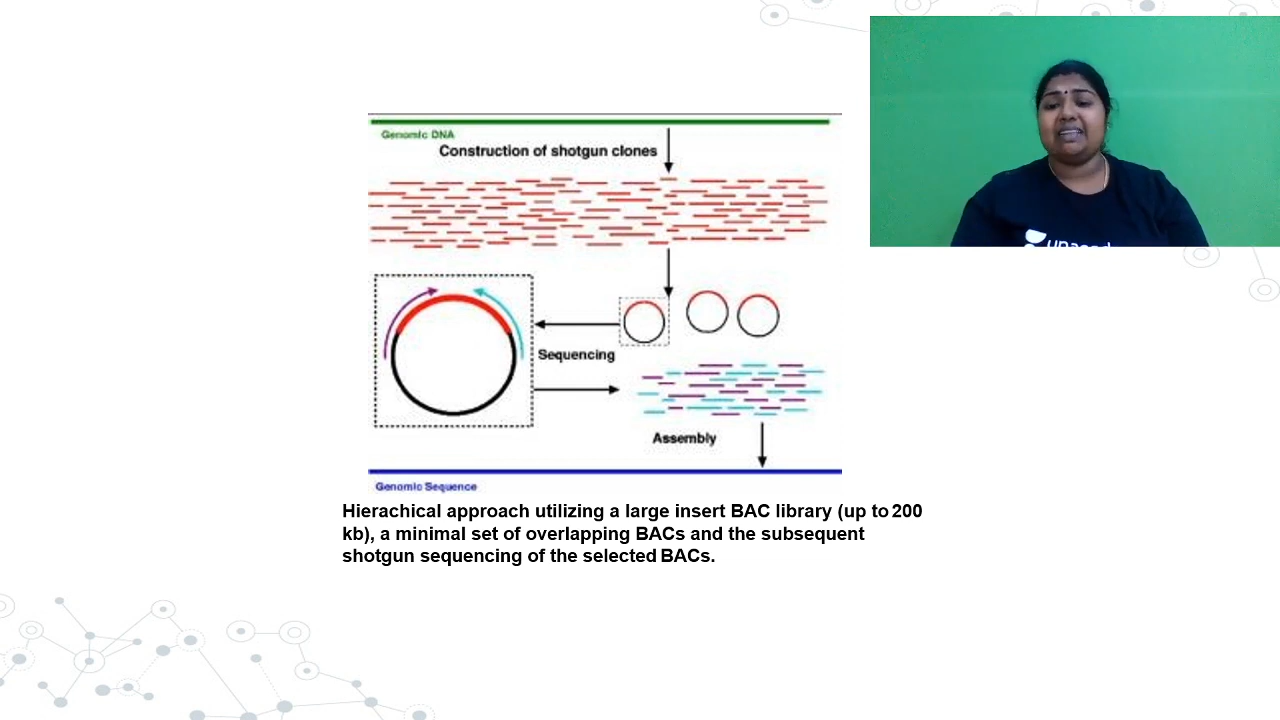 Genomic DNA
Construction of shotgun clones
Sequencing
Assembly
Genomic Sequence
Hierachical approach utilizing a large insert BAC library (up to 200
kb), a minimal set of overlapping BACs and the subsequent
shotgun sequencing of the selected BACs.